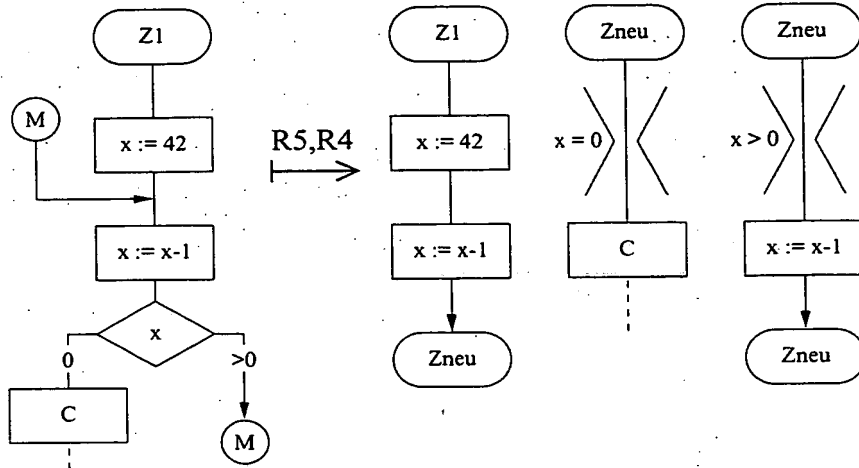 Z1
M
x := 42
x := x-1
x
0
>0
C
M
R5,R4
Z1
x := 42
x := x-1
Zneu
Zneu
x = 0
C
Zneu
x > 0
x := x-1
Zneu